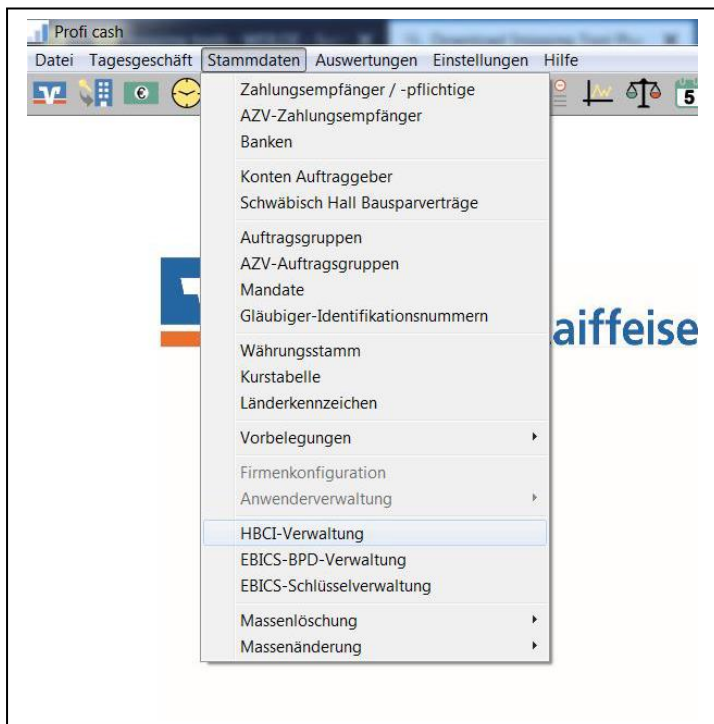 Profi cash
Datei Tagesgeschäft Stammdaten Auswertungen Einstellungen Hilfe
€ 5
Zahlungsempfänger / -pflichtige
AZV-Zahlungsempfänger
Banken
Konten Auftraggeber
Schwäbisch Hall Bausparverträge
Auftragsgruppen
AZV-Auftragsgruppen
Mandate
Gläubiger-Identifikationsnummern
aiffeise
Währungsstamm
Kurstabelle
Länderkennzeichen
Vorbelegungen
Firmenkonfiguration
Anwenderverwaltung
HBCI-Verwaltung
EBICS-BPD-Verwaltung
EBICS-Schlüsselverwaltung
Massenlöschung
Massenänderung